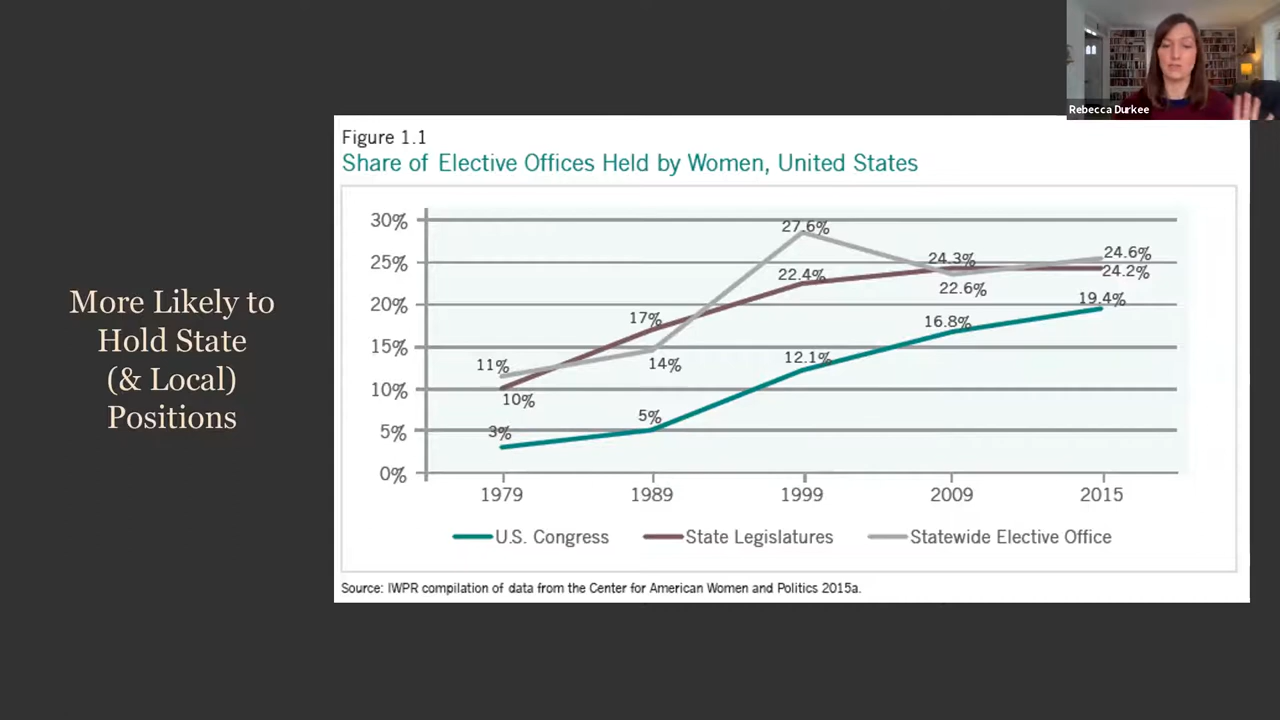 Rebecca Durkee
More Likely to
Hold State
(& Local)
Positions
Figure 1.1
Share of Elective Offices Held by Women, United States
30%
25%
20%
15%
10%
5%
0%
11%
10%
3%
17%
14%
5%
27.6%
22.4%
12.1%
24.3%
22.6%
16.8%
24.6%
24.2%
19.4%
1979 1989 1999 2009 2015
U.S. Congress State Legislatures Statewide Elective Office
Source: IWPR compilation of data from the Center for American Women and Politics 2015a.